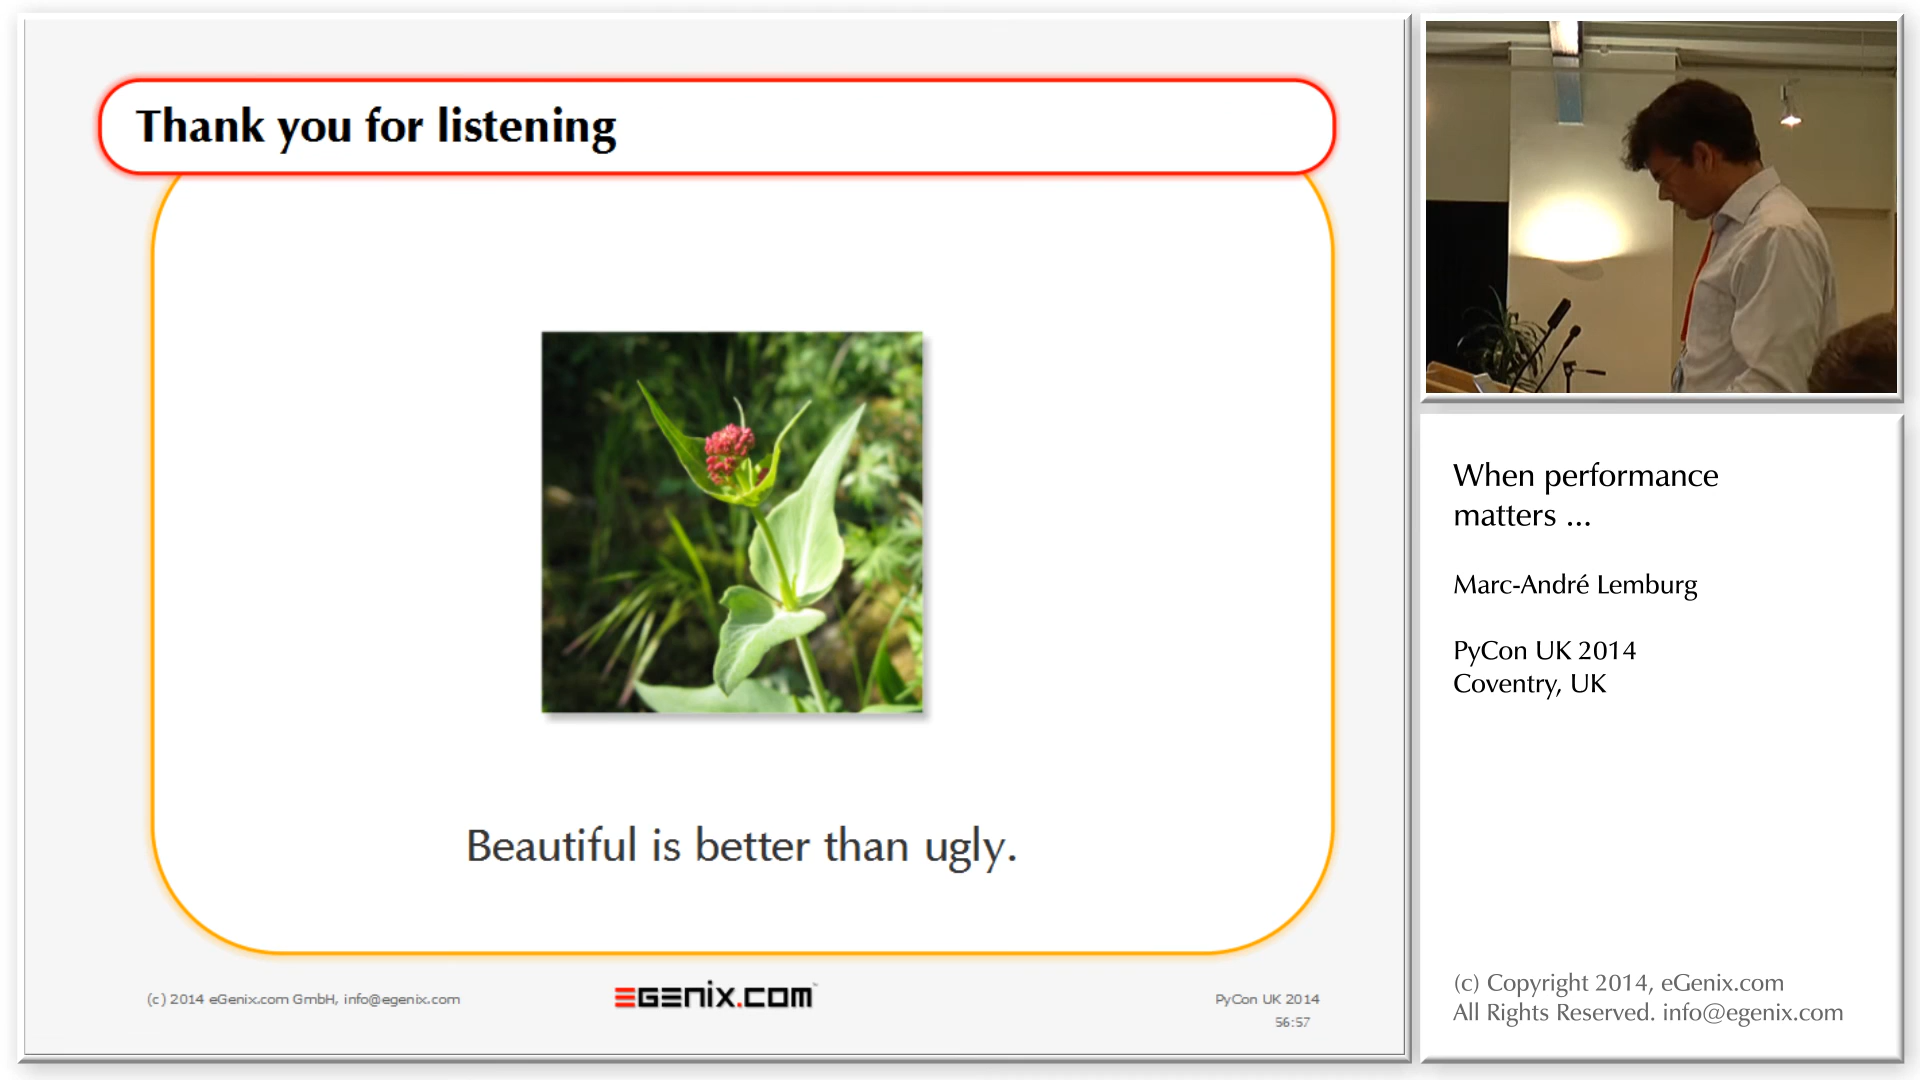 Thank you for listening
Beautiful is better than ugly.
(c) 2014 eGenix.com GmbH, info@egenix.com
EGENIX.COM
PyCon UK 2014
56:57
When performance
matters ...
Marc-André Lemburg
PyCon UK 2014
Coventry, UK
(c) Copyright 2014, eGenix.com
All Rights Reserved. info@egenix.com